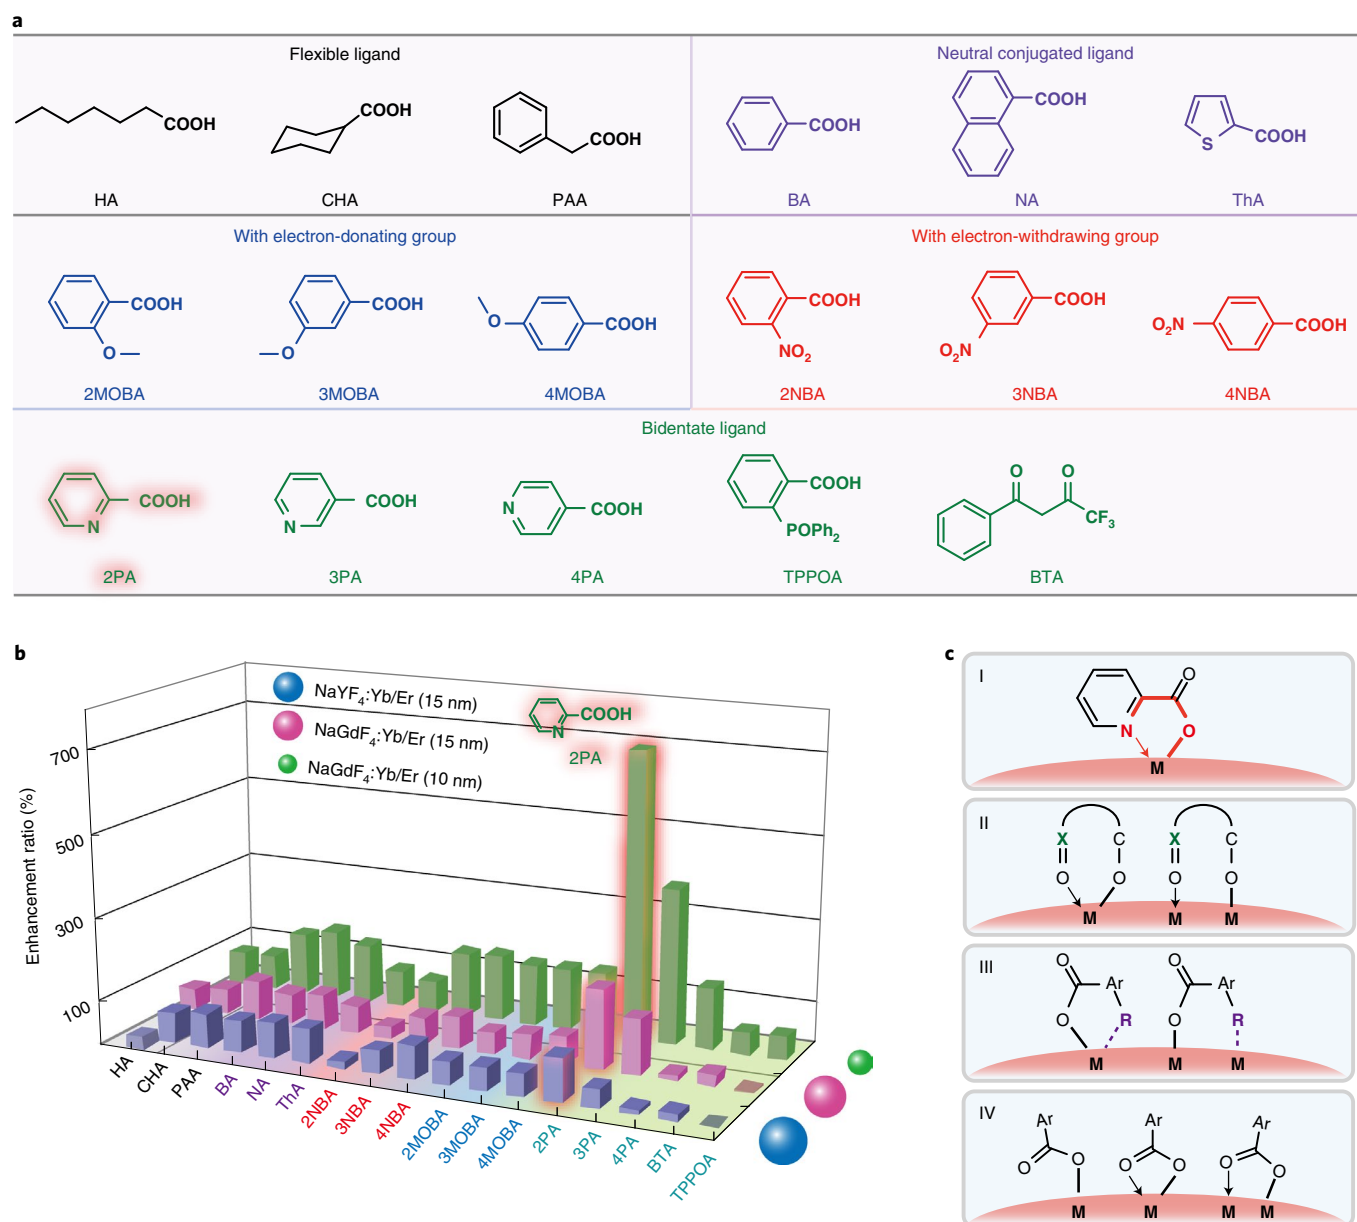 a
Flexible ligand
Neutral conjugated ligand
COOH
COOH
COOH
COOH
COOH
S
COOH
HA
CHA
PAA
BA
NA
ThA
With electron-donating group
With electron-withdrawing group
COOH
O
COOH
O
O
COOH
COOH
NO2
COOH
O2N
O2N
COOH
2MOBA
3MOBA
4MOBA
2NBA
3NBA
4NBA
Bidentate ligand
N
COOH
N
COOH
N
COOH
COOH
POPh2
O
O
CF3
2PA
3PA
4PA
TPPOA
BTA
b
NaYF4:Yb/Er (15 nm)
NaGdF4:Yb/Er (15 nm)
NaGdF4:Yb/Er (10 nm)
N
COOH
2PA
Enhancement ratio (%)
700
500
300
100
HA
CHA
PAA
BA
NA
ThA
2NBA
3NBA
4NBA
2MOBA
3MOBA
4MOBA
2PA
3PA
4PA
BTA
TPPOA
c
I
O
N
O
M
II
X
C
X
C
O
O
O
O
M
M
M
III
O
Ar
O
Ar
O
R
O
R
M
M
M
IV
Ar
Ar
Ar
O
O
O
O
O
O
M
M
M
M